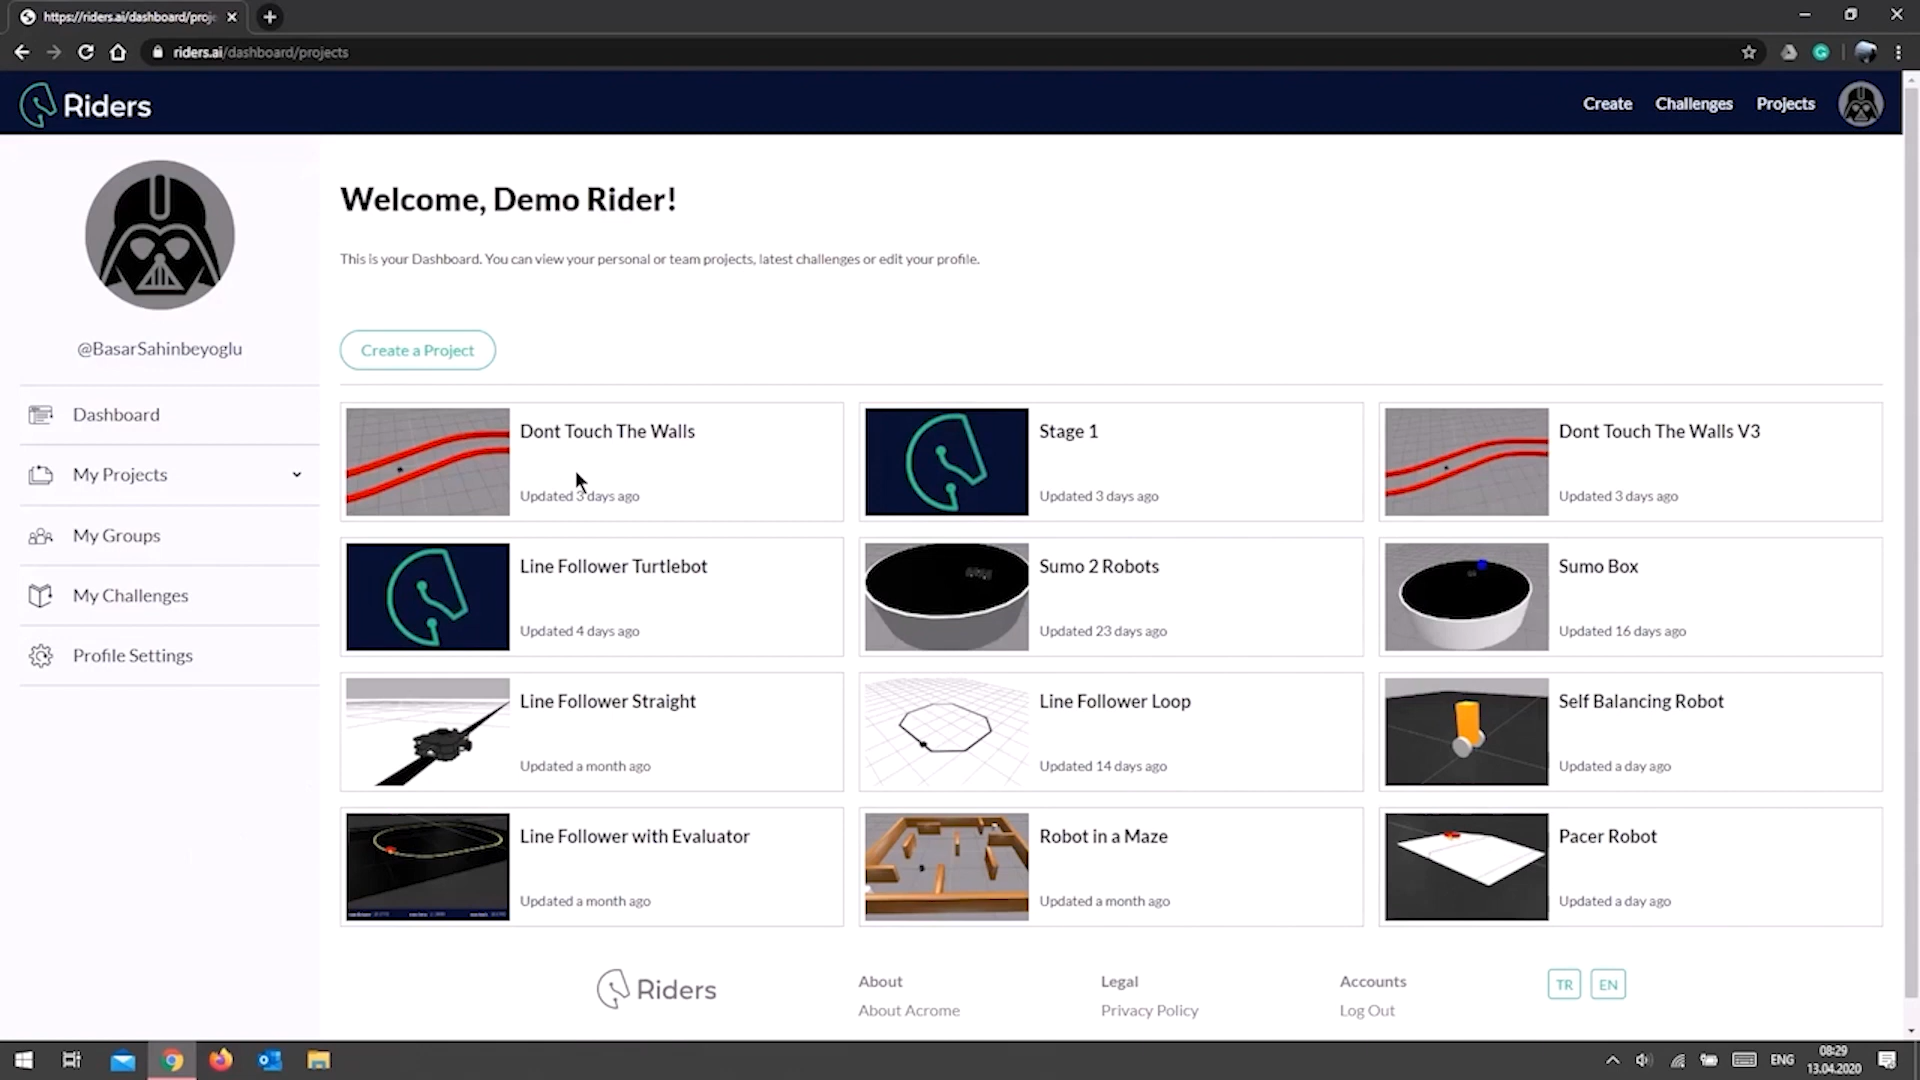 https://riders.ai/dashboard/proj
riders.ai/dashboard/projects
Riders
Create
Challenges
Projects
@BasarSahinbeyoglu
Dashboard
My Projects
My Groups
My Challenges
Profile Settings
Welcome, Demo Rider!
This is your Dashboard. You can view your personal or team projects, latest challenges or edit your profile.
Create a Project
Dont Touch The Walls
Updated 3 days ago
Stage 1
Updated 3 days ago
Dont Touch The Walls V3
Updated 3 days ago
Line Follower Turtlebot
Updated 4 days ago
Sumo 2 Robots
Updated 23 days ago
Sumo Box
Updated 16 days ago
Line Follower Straight
Updated a month ago
Line Follower Loop
Updated 14 days ago
Self Balancing Robot
Updated a day ago
Line Follower with Evaluator
Updated a month ago
Robot in a Maze
Updated a month ago
Pacer Robot
Updated a day ago
Riders
About
About Acrome
Legal
Privacy Policy
Accounts
Log Out
TR
EN
ENG
08:29
13.04.2020